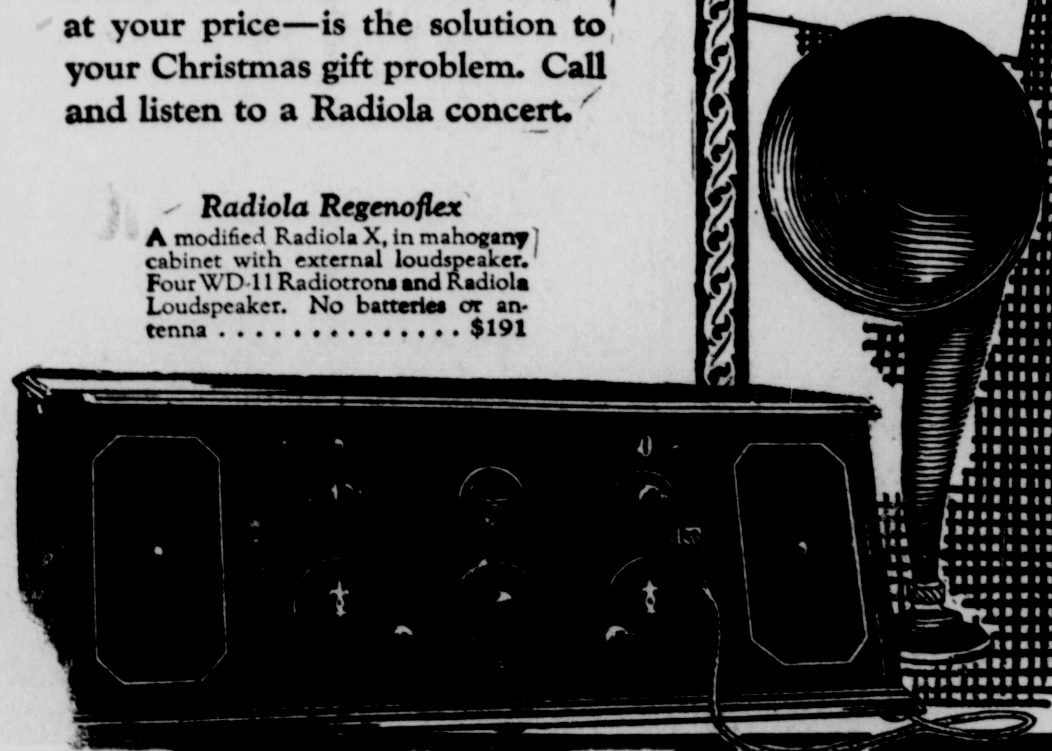 at your price—is the solution to
your Christmas gift problem. Call
and listen to a Radiola concert.
Radiola Regenoflex
A modified Radiola X, in mahogany
cabinet with external loudspeaker.
Four WD-11 Radiotrons and Radiola
Loudspeaker. No batteries or an-
tenna . . . . . . . . . . . . . . $191